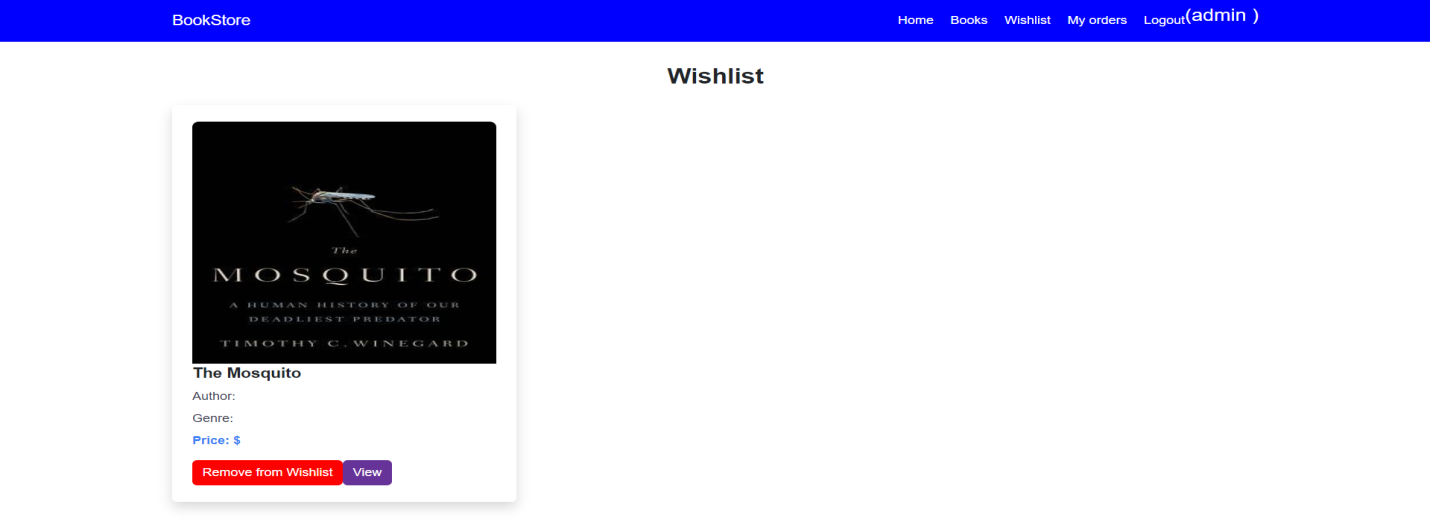 BookStore
Home Books Wishlist My orders Logout(admin )
Wishlist
The
MOSQUITO
A HUMAN HISTORY OF OUR
DEADLIEST PREDATOR
TIMOTHY C. WINEGARD
The Mosquito
Author:
Genre:
Price: $
Remove from Wishlist View